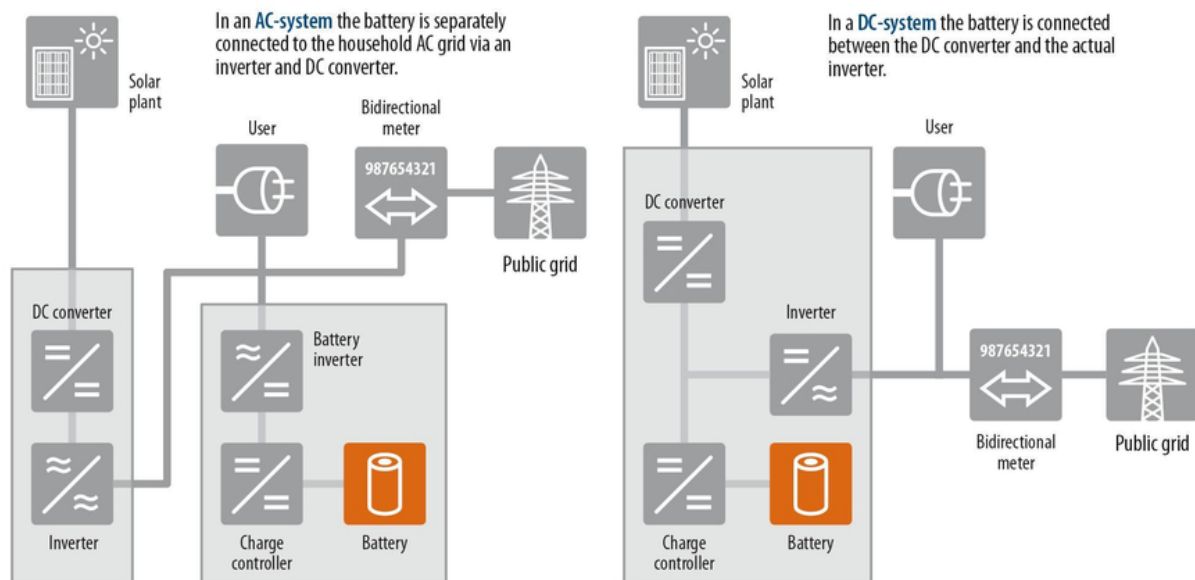 In an AC-system the battery is separately
connected to the household AC grid via an
inverter and DC converter.
Solar
plant
User
Bidirectional
meter
987654321
Public grid
DC converter
Inverter
Battery
inverter
Charge
controller
Battery
In a DC-system the battery is connected
between the DC converter and the actual
inverter.
Solar
plant
User
DC converter
Inverter
987654321
Bidirectional
meter
Public grid
Charge
controller
Battery